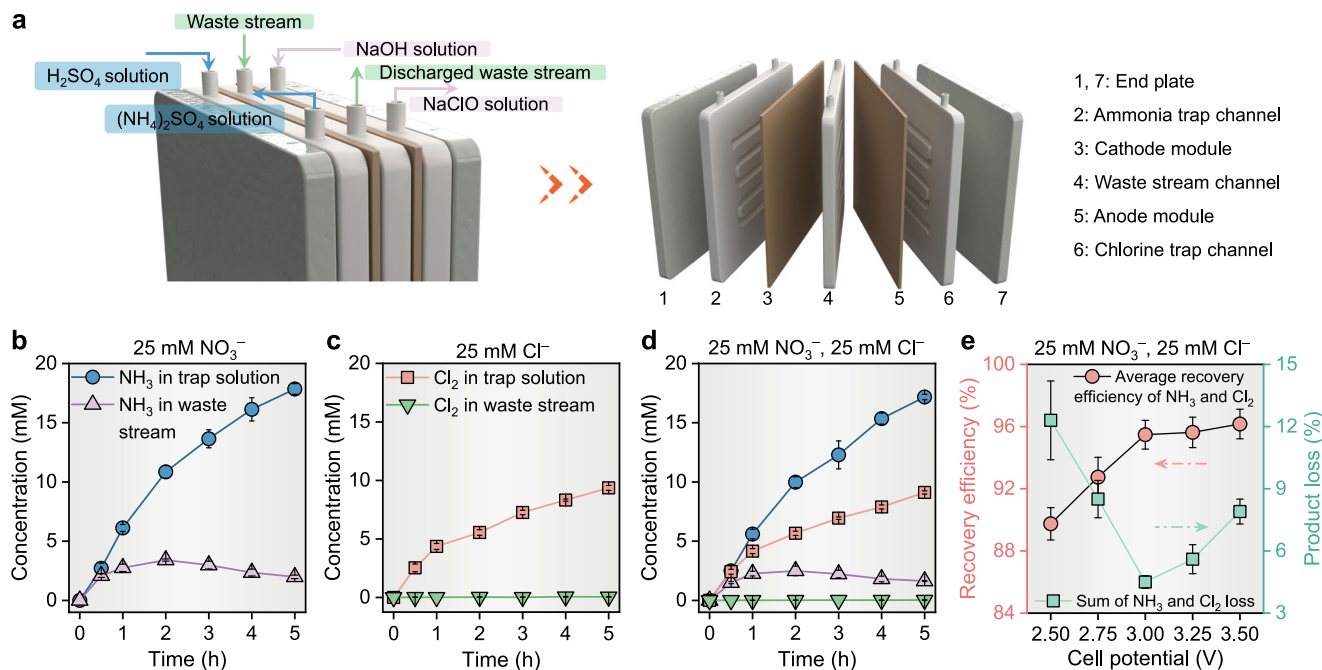 a
Waste stream
NaOH solution
H₂SO₄ solution
Discharged waste stream
NaClO solution
(NH₄)₂SO₄ solution
1
2
3
4
5
6
7
1, 7: End plate
2: Ammonia trap channel
3: Cathode module
4: Waste stream channel
5: Anode module
6: Chlorine trap channel
b
25 mM NO₃⁻
NH₃ in trap solution
NH₃ in waste
stream
Concentration (mM)
20
15
10
5
0
0 1 2 3 4 5
Time (h)
c
25 mM Cl⁻
Cl₂ in trap solution
Cl₂ in waste stream
Concentration (mM)
20
15
10
5
0
0 1 2 3 4 5
Time (h)
d
25 mM NO₃⁻, 25 mM Cl⁻
Concentration (mM)
20
15
10
5
0
0 1 2 3 4 5
Time (h)
e
25 mM NO₃⁻, 25 mM Cl⁻
Average recovery
efficiency of NH₃ and Cl₂
Sum of NH₃ and Cl₂ loss
Recovery efficiency (%)
100
96
92
88
84
Product loss (%)
15
12
9
6
3
2.50 2.75 3.00 3.25 3.50
Cell potential (V)